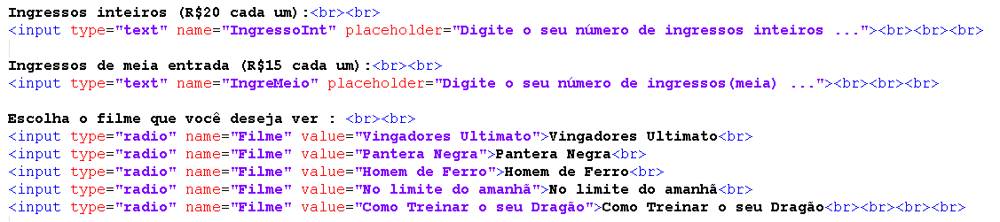 Ingressos inteiros (R$20 cada um):<br><br>
<input type="text" name="IngressoInt" placeholder="Digite o seu número de ingressos inteiros ..."><br><br><br>
Ingressos de meia entrada (R$15 cada um):<br><br>
<input type="text" name="IngreMeio" placeholder="Digite o seu número de ingressos(meia) ..."><br><br><br>
Escolha o filme que você deseja ver : <br><br>
<input type="radio" name="Filme" value="Vingadores Ultimato">Vingadores Ultimato<br>
<input type="radio" name="Filme" value="Pantera Negra">Pantera Negra<br>
<input type="radio" name="Filme" value="Homem de Ferro">Homem de Ferro<br>
<input type="radio" name="Filme" value="No limite do amanhã">No limite do amanhã<br>
<input type="radio" name="Filme" value="Como Treinar o seu Dragão">Como Treinar o seu Dragão<br><br><br><br>